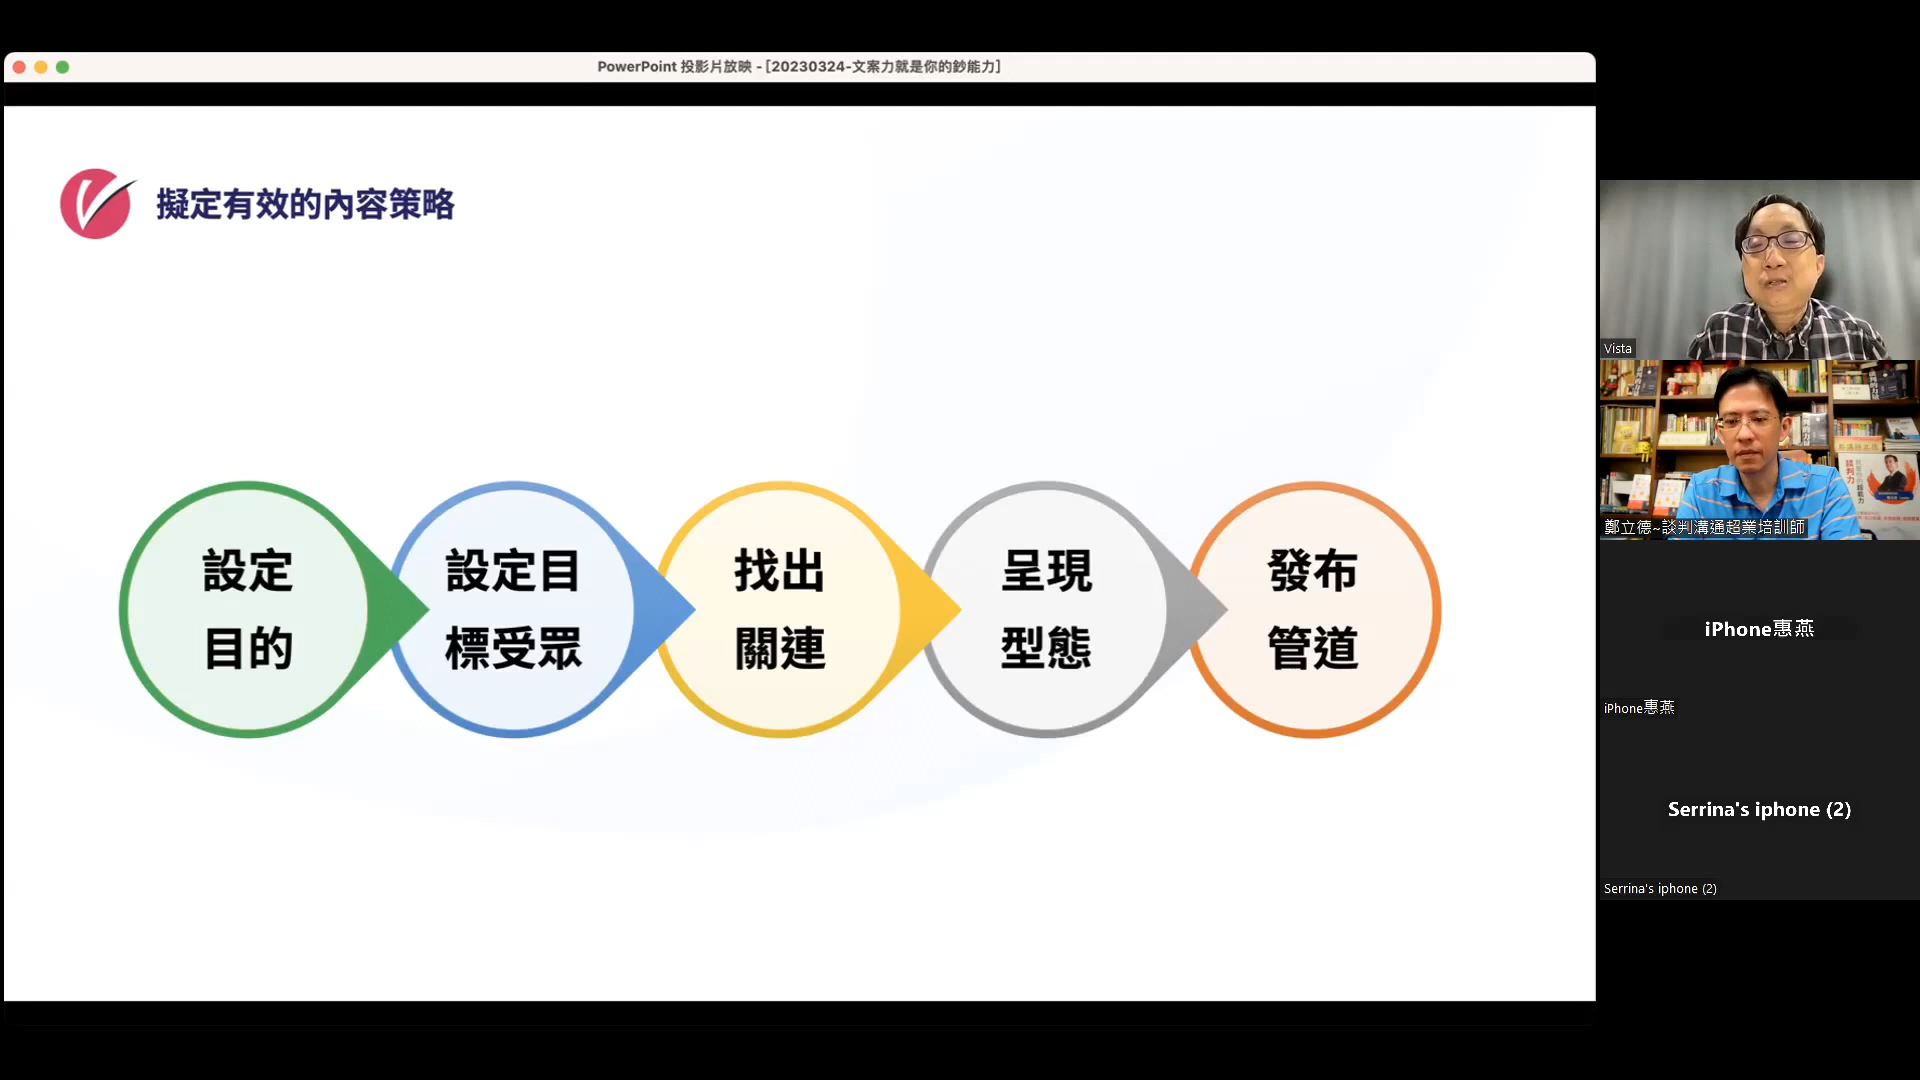 PowerPoint 投影片放映 - [20230324-文案力就是你的鈔能力]
擬定有效的內容策略
設定
目的
設定目
標受眾
找出
關連
呈現
型態
發布
管道
Vista
談判力
鄭立德~談判溝通超業培訓師
iPhone惠燕
iPhone惠燕
Serrina's iphone (2)
Serrina's iphone (2)